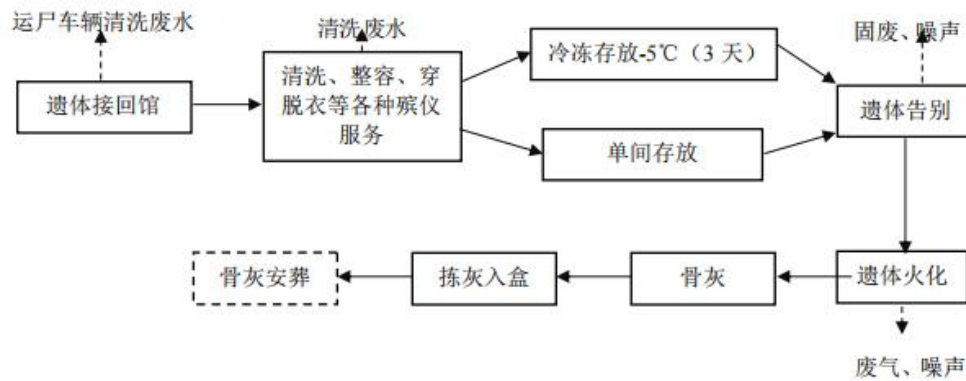 运尸车辆清洗废水
清洗废水
固废、噪声
遗体接回馆
清洗、整容、穿
脱衣等各种殡仪
服务
冷冻存放-5℃（3 天）
单间存放
遗体告别
骨灰安葬
拣灰入盒
骨灰
遗体火化
废气、噪声